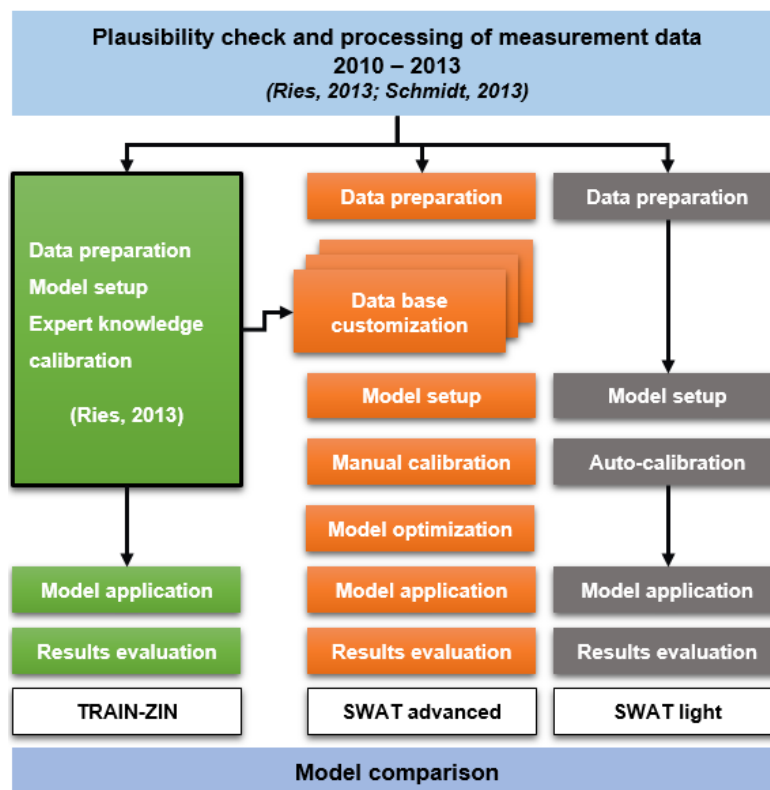 Plausibility check and processing of measurement data
2010 – 2013
(Ries, 2013; Schmidt, 2013)
Data preparation
Model setup
Expert knowledge
calibration
(Ries, 2013)
Model application
Results evaluation
TRAIN-ZIN
Data preparation
Data base
customization
Model setup
Manual calibration
Model optimization
Model application
Results evaluation
SWAT advanced
Data preparation
Model setup
Auto-calibration
Model application
Results evaluation
SWAT light
Model comparison